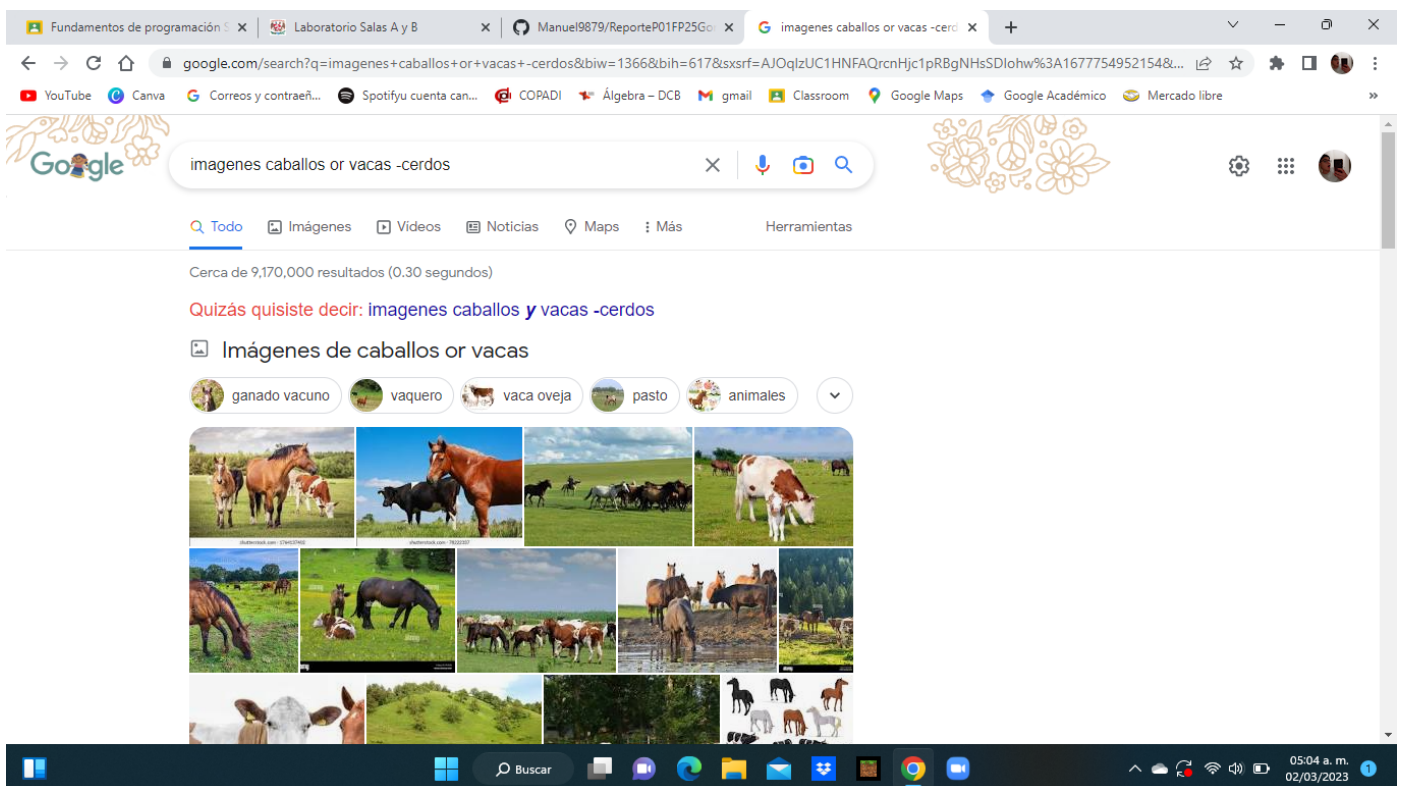 Fundamentos de programación S
Laboratorio Salas A y B
Manuel9879/ReporteP01FP25Go
imagenes caballos or vacas -cerd
google.com/search?q=imagenes+caballos+or+vacas+-cerdos&biw=1366&bih=617&sxsrf=AJOqlzUC1HNFAQrcnHjc1pRBgNHsSDIohw%3A1677754952154&...
YouTube
Canva
Correos y contraeñ...
Spotifyu cuenta can...
COPADI
Álgebra – DCB
gmail
Classroom
Google Maps
Google Académico
Mercado libre
»
Google
imagenes caballos or vacas -cerdos
Todo
Imágenes
Vídeos
Noticias
Maps
Más
Herramientas
Cerca de 9,170,000 resultados (0.30 segundos)
Quizás quisiste decir: imagenes caballos y vacas -cerdos
Imágenes de caballos or vacas
ganado vacuno
vaquero
vaca oveja
pasto
animales
Buscar
05:04 a. m.
02/03/2023
1